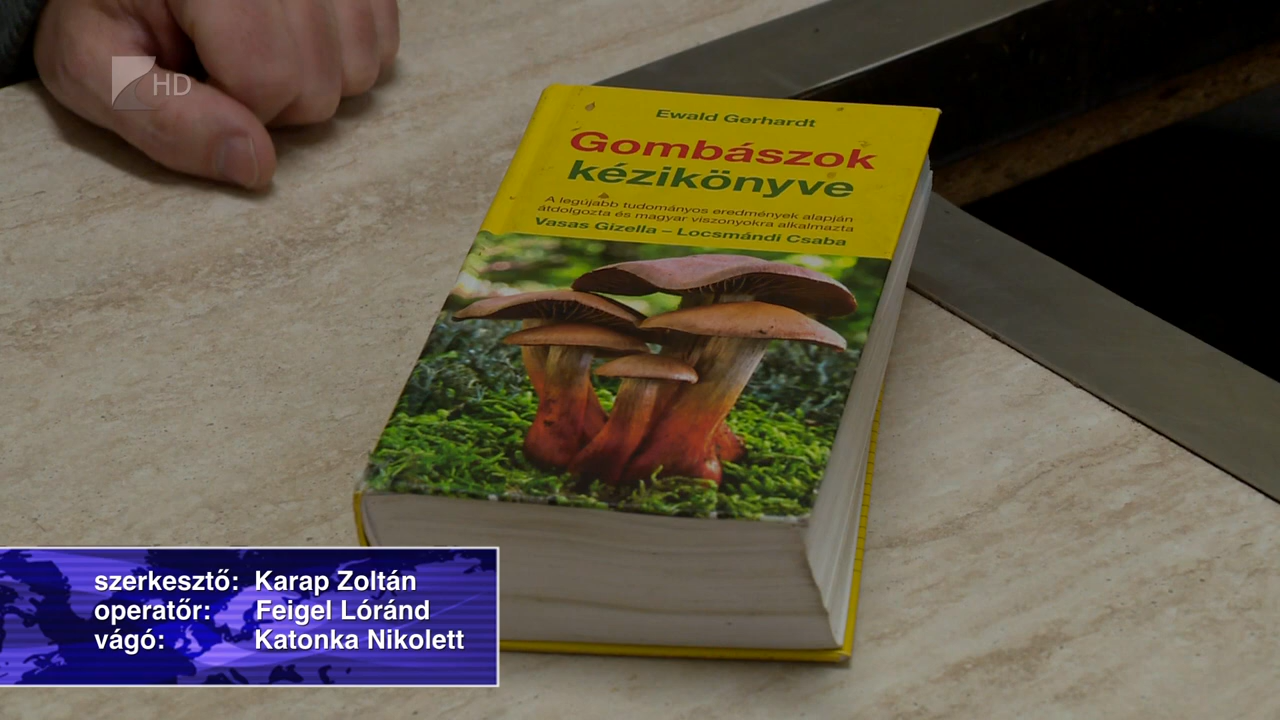 HD
Ewald Gerhardt
Gombászok
kézikönyve
A legújabb tudományos eredmények alapján
átdolgozta és magyar viszonyokra alkalmazta
Vasas Gizella – Locsmándi Csaba
szerkesztő: Karap Zoltán
operatőr: Feigel Lóránd
vágó: Katonka Nikolett